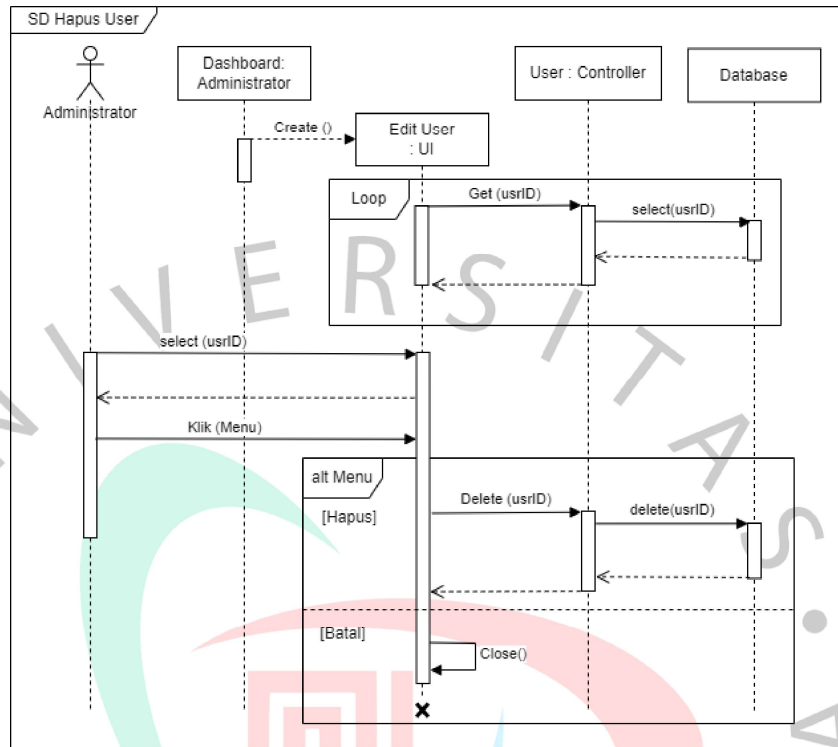 SD Hapus User
Administrator
Dashboard:
Administrator
User : Controller
Database
Create ()
Edit User
: UI
Loop
Get (usrID)
select(usrID)
select (usrID)
Klik (Menu)
alt Menu
[Hapus]
Delete (usrID)
delete(usrID)
[Batal]
Close()
NIVERSITAS • A